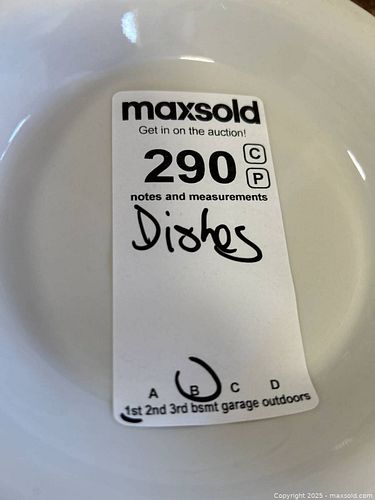 maxsold
Get in on the auction!
290 C
P
notes and measurements
Dishes
A B C D
1st 2nd 3rd bsmt garage outdoors
Copyright 2025 - maxsold.com